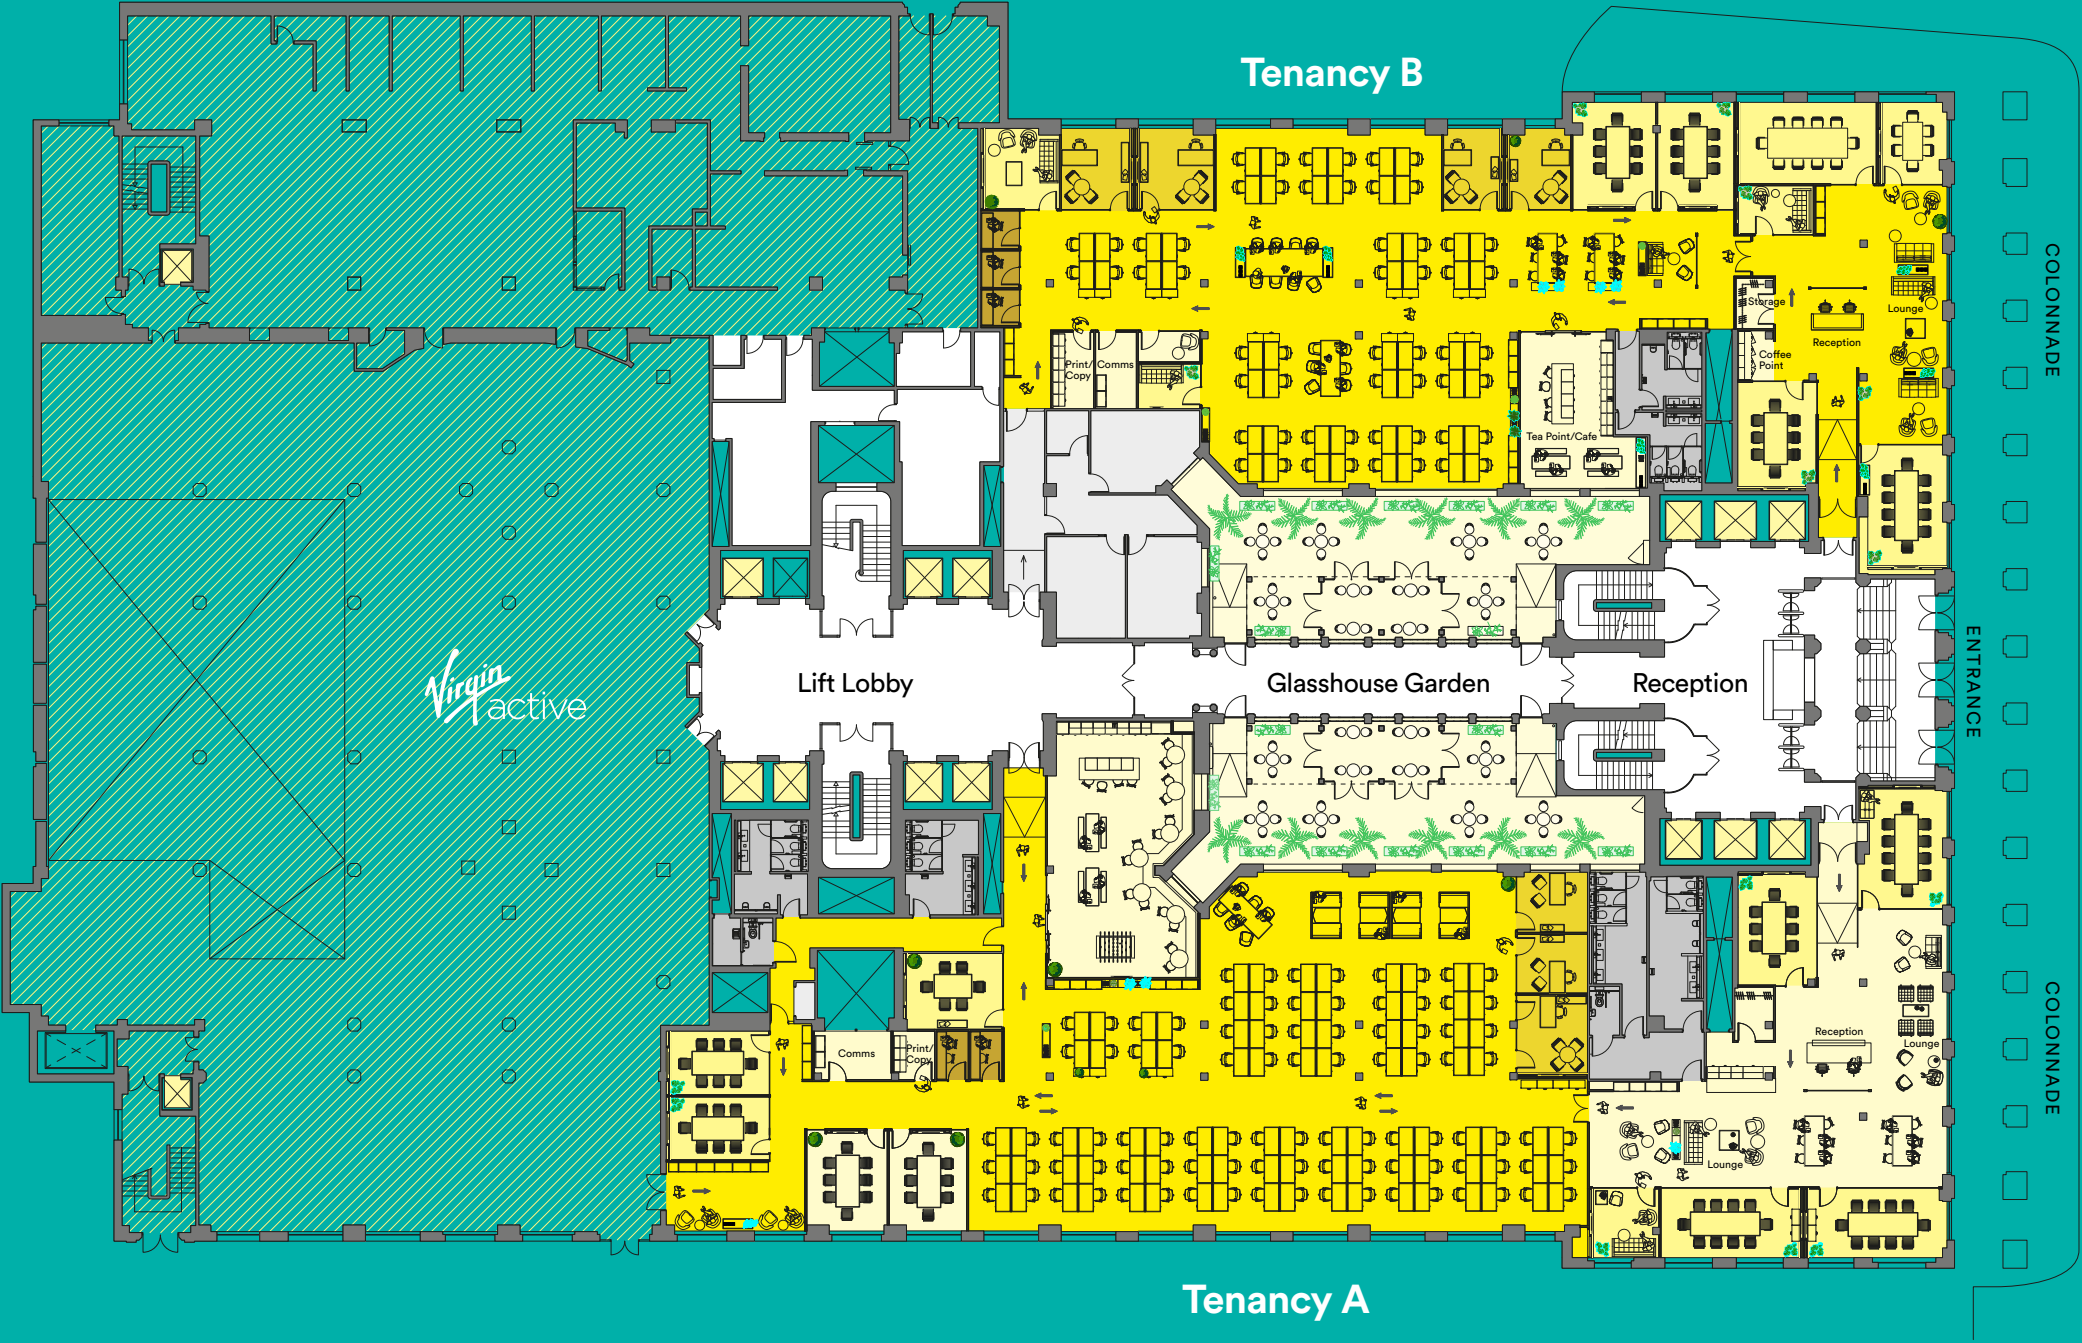 Tenancy B
COLONNADE
Storage
Lounge
Reception
Coffee
Point
Print/
Copy
Comms
Tea Point/Cafe
ENTRANCE
Virgin
active
Lift Lobby
Glasshouse Garden
Reception
COLONNADE
Reception
Lounge
Comms
Print/
Copy
Lounge
Tenancy A